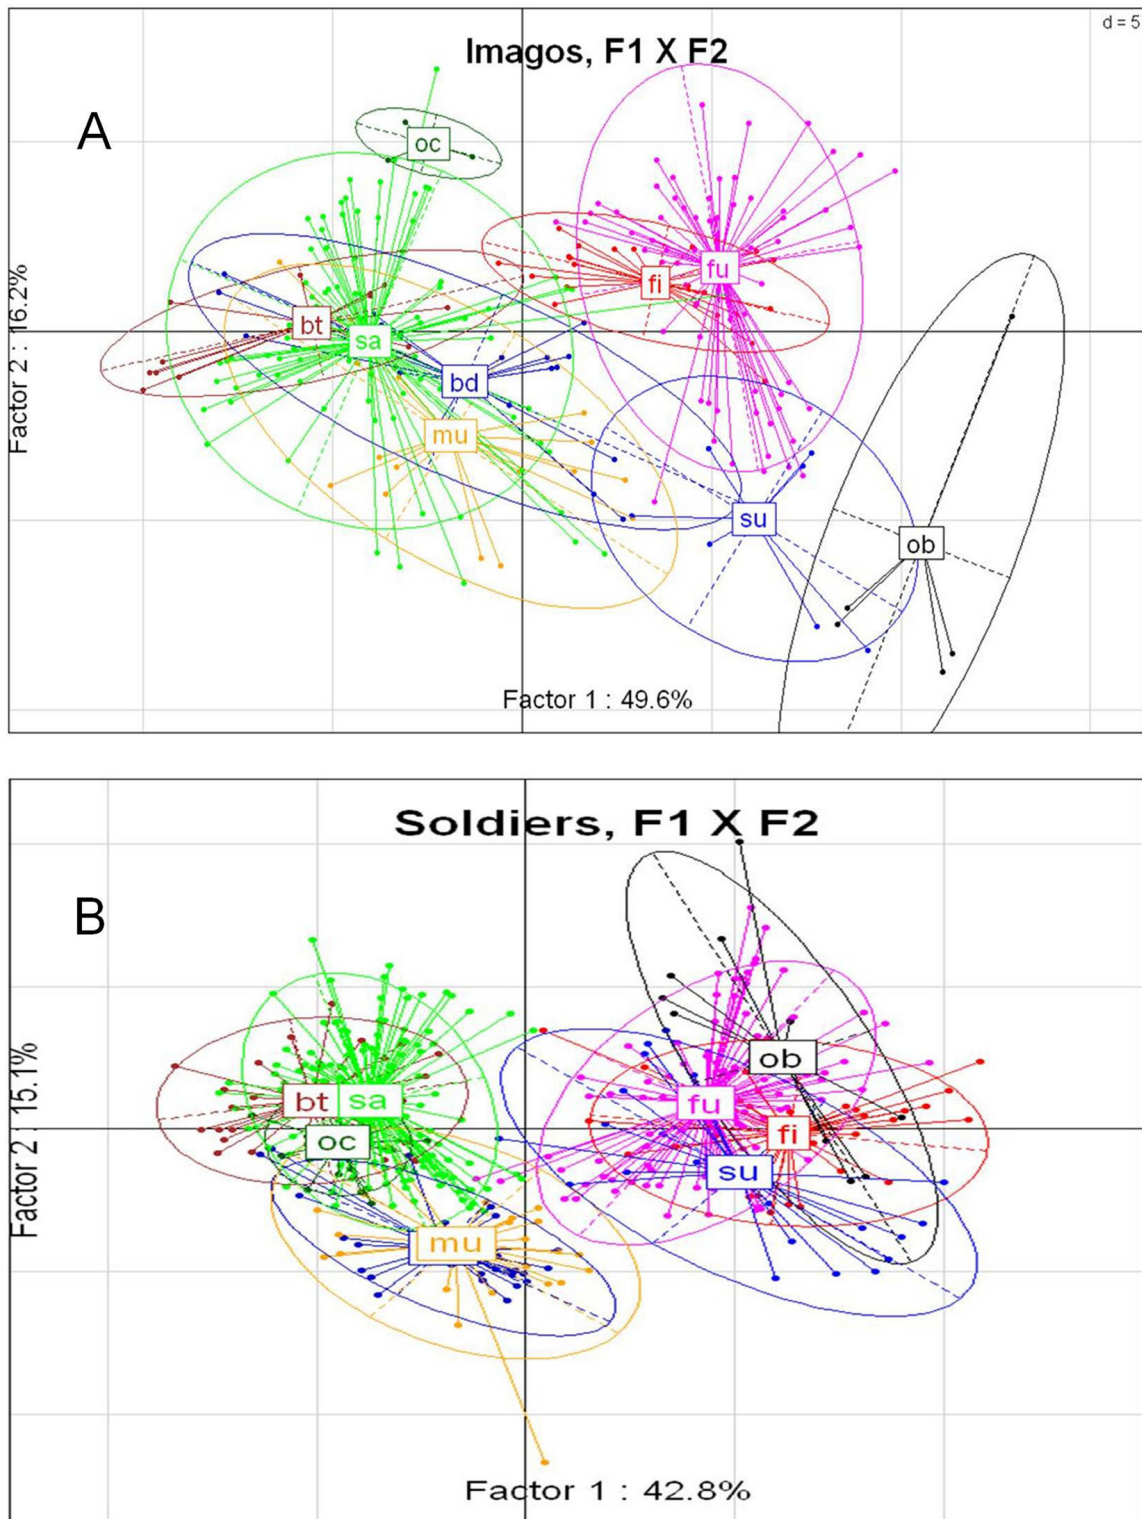 d = 5
Imagos, F1 X F2
A
oc
fu
fi
bt
sa
bd
mu
su
ob
Factor 2 : 16.2%
Factor 1 : 49.6%
Soldiers, F1 X F2
B
ob
bt
sa
fu
oc
fi
su
mu
Factor 2 : 15.1%
Factor 1 : 42.8%